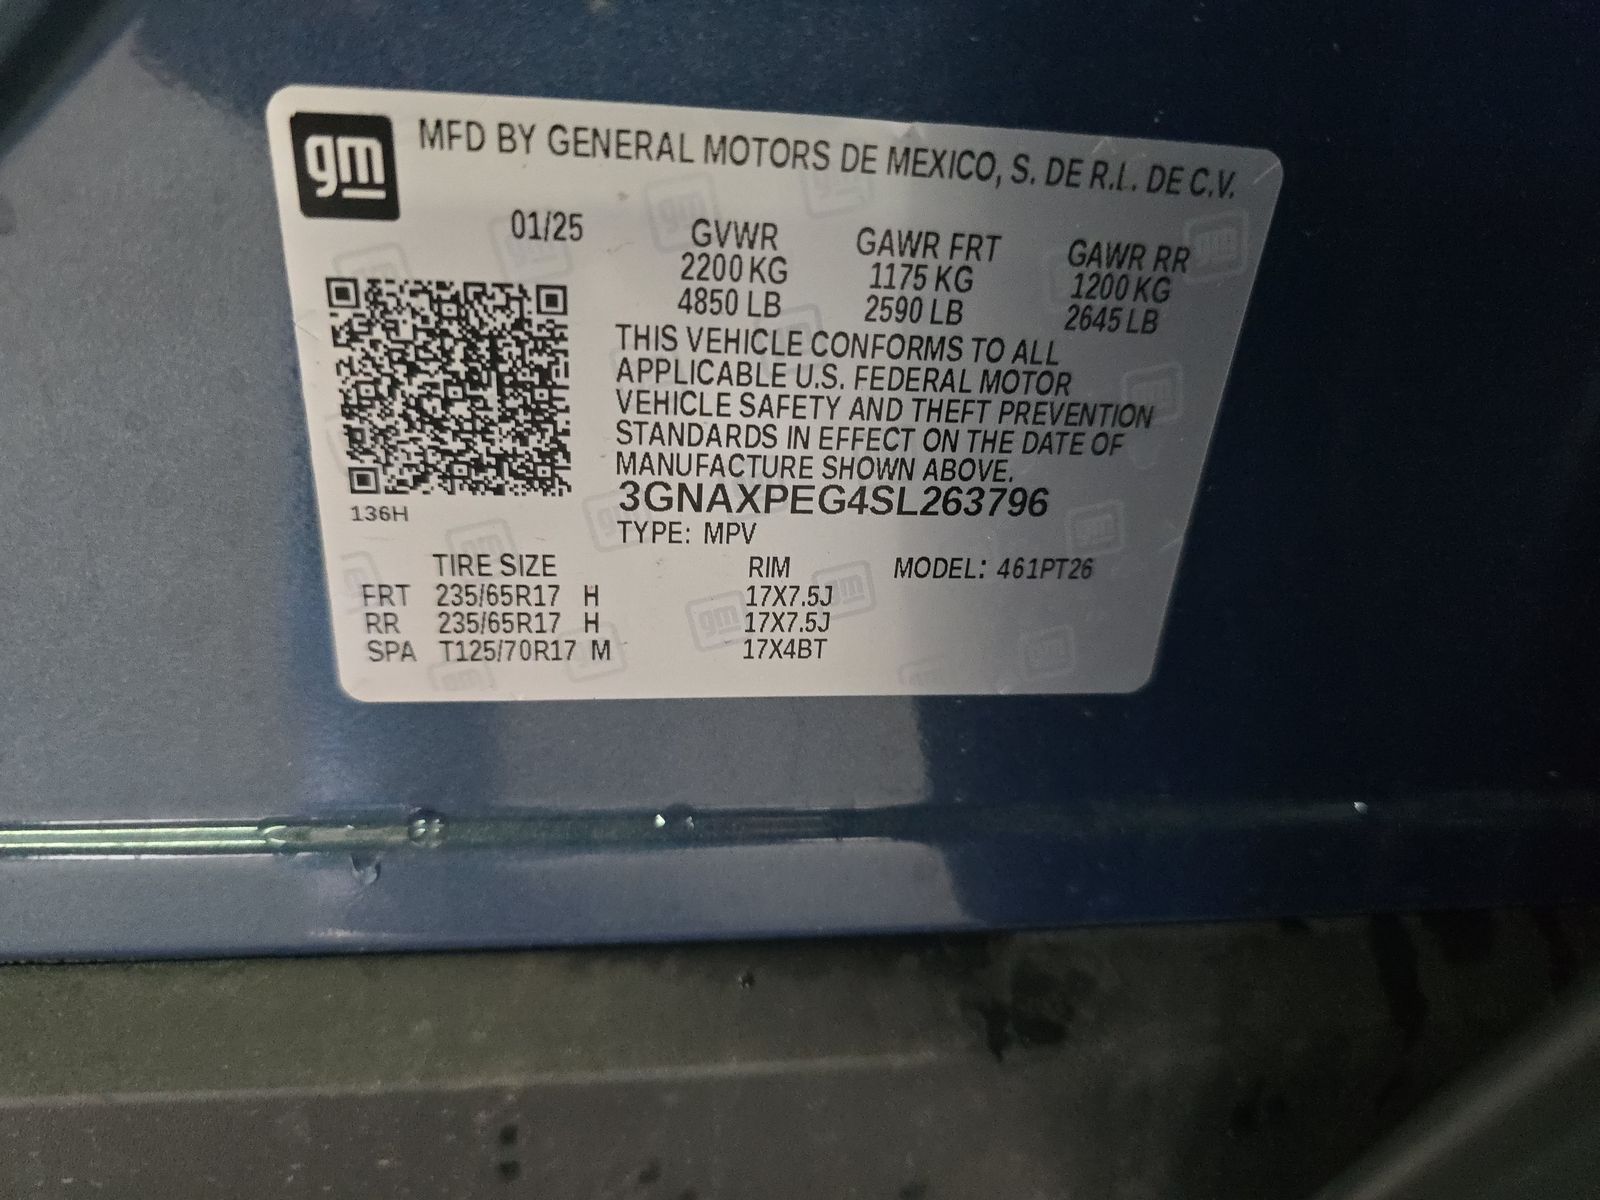 gm
MFD BY GENERAL MOTORS DE MEXICO, S. DE R.L. DE C.V.
01/25
GVWR GAWR FRT GAWR RR
2200 KG 1175 KG 1200 KG
4850 LB 2590 LB 2645 LB
THIS VEHICLE CONFORMS TO ALL
APPLICABLE U.S. FEDERAL MOTOR
VEHICLE SAFETY AND THEFT PREVENTION
STANDARDS IN EFFECT ON THE DATE OF
MANUFACTURE SHOWN ABOVE.
3GNAXPEG4SL263796
136H
TYPE: MPV
TIRE SIZE RIM MODEL: 461PT26
FRT 235/65R17 H 17X7.5J
RR 235/65R17 H 17X7.5J
SPA T125/70R17 M 17X4BT